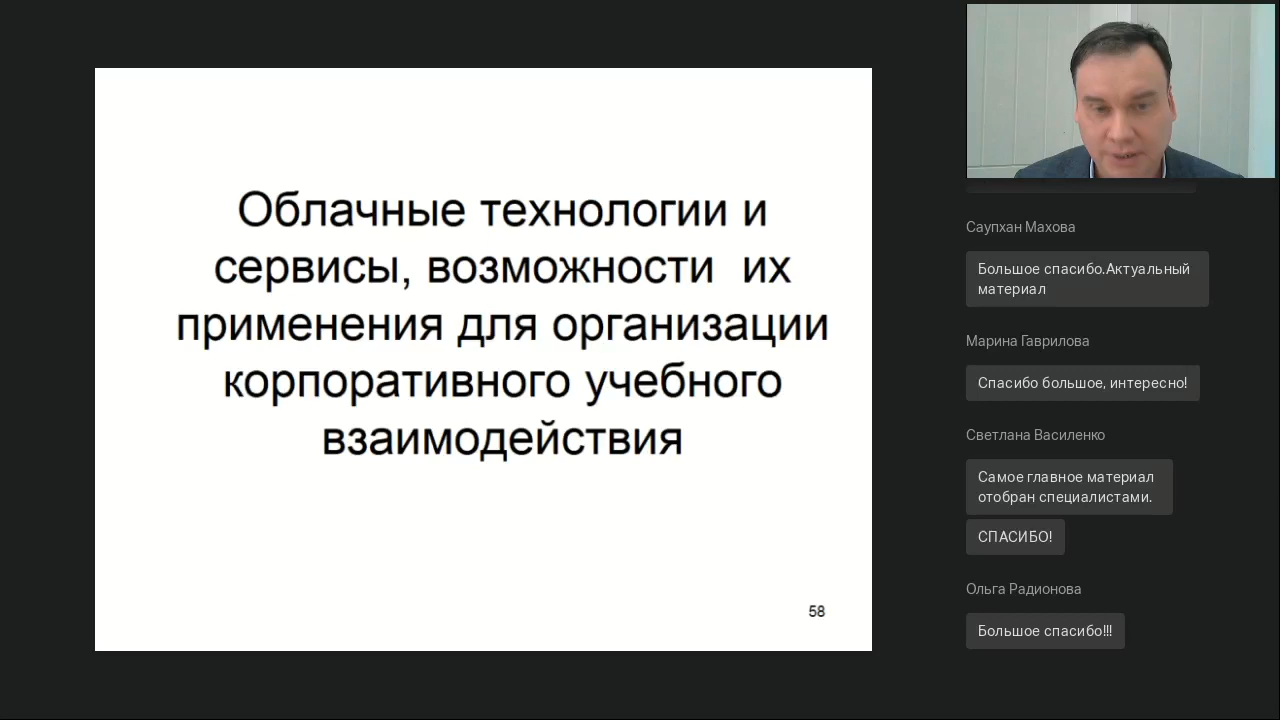 Облачные технологии и
сервисы, возможности  их
применения для организации
корпоративного учебного
взаимодействия
58
Саупхан Махова
Большое спасибо.Актуальный
материал
Марина Гаврилова
Спасибо большое, интересно!
Светлана Василенко
Самое главное материал
отобран специалистами.
СПАСИБО!
Ольга Радионова
Большое спасибо!!!